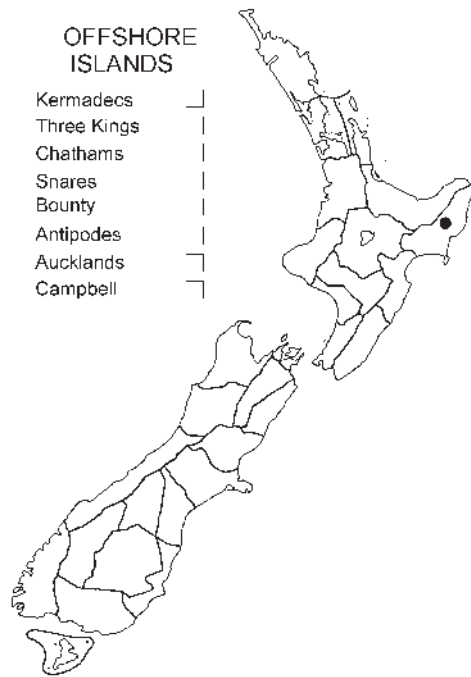 OFFSHORE
ISLANDS
Kermadecs
Three Kings
Chathams
Snares
Bounty
Antipodes
Aucklands
Campbell